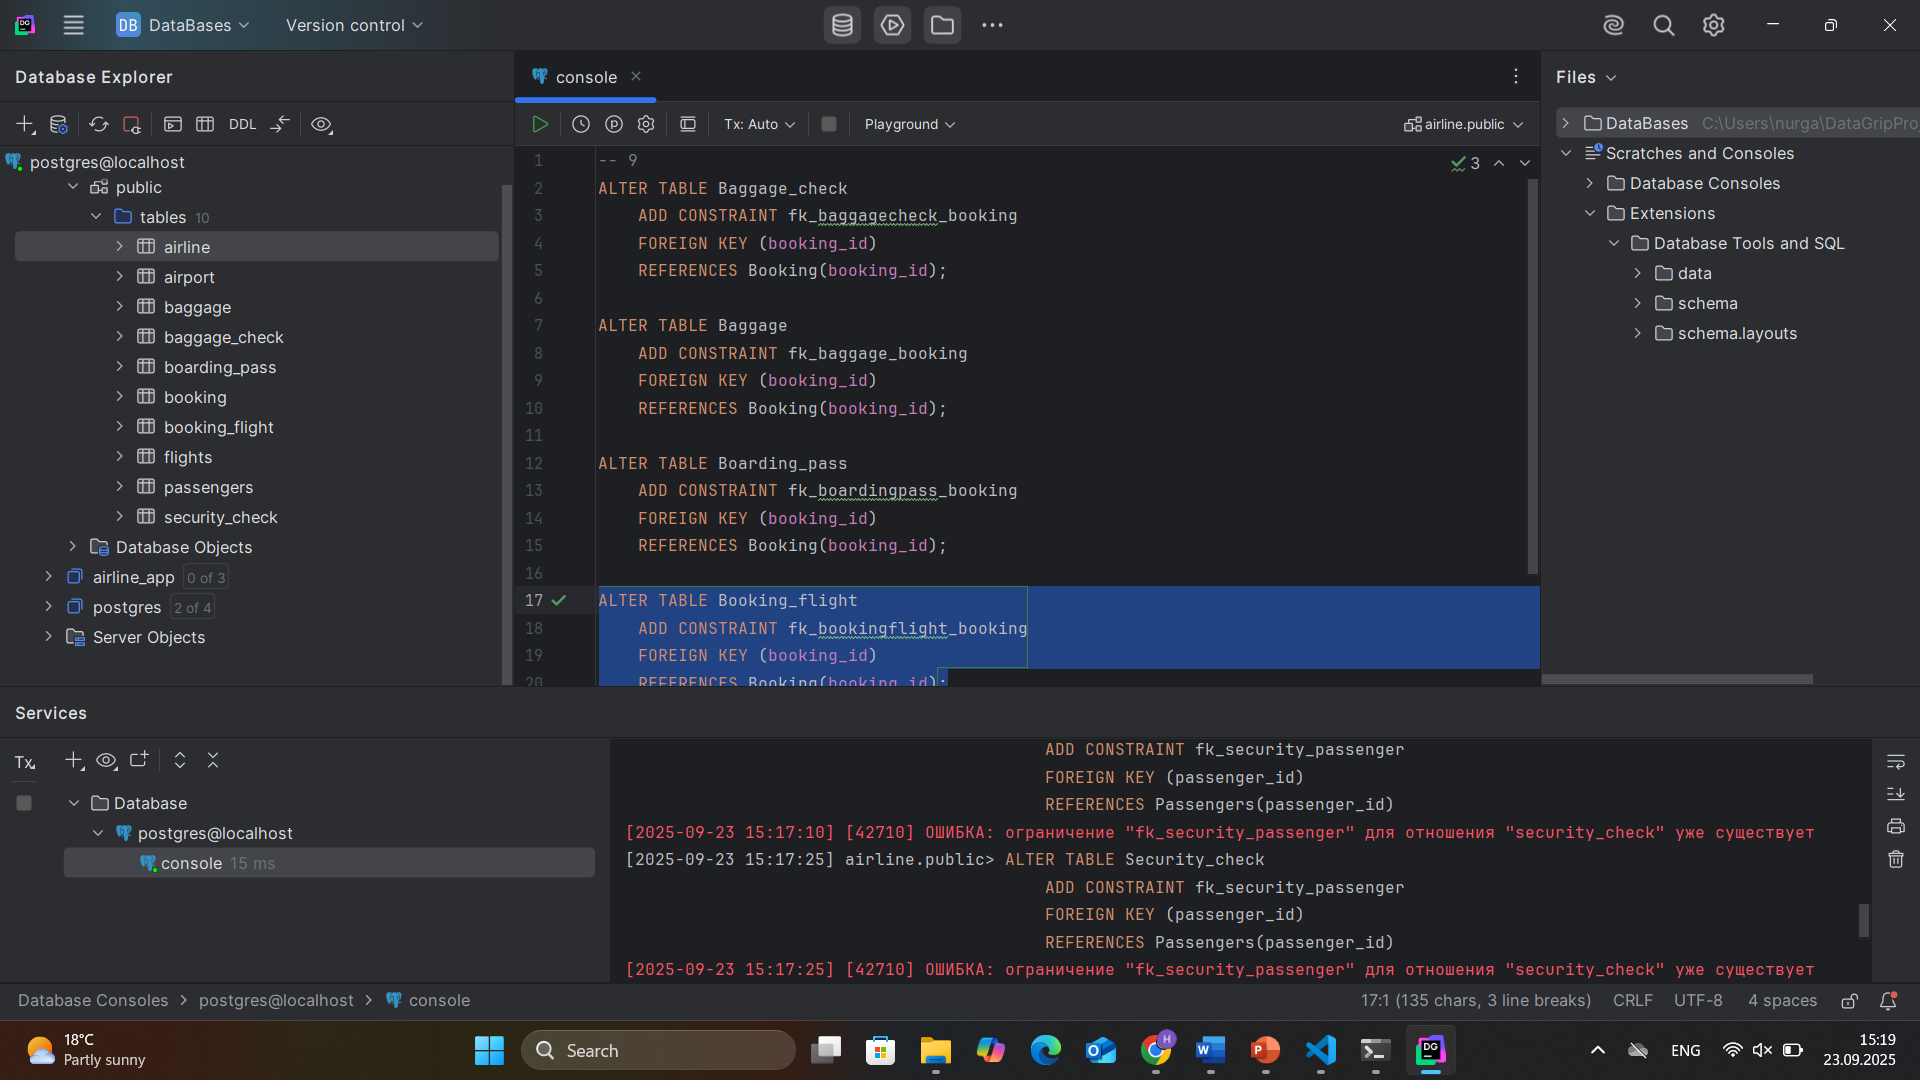 DB DataBases
Version control
Database Explorer
DDL
postgres@localhost
public
tables 10
airline
airport
baggage
baggage_check
boarding_pass
booking
booking_flight
flights
passengers
security_check
Database Objects
airline_app 0 of 3
postgres 2 of 4
Server Objects
console
Tx: Auto
Playground
airline.public
3
1 -- 9
2 ALTER TABLE Baggage_check
3 ADD CONSTRAINT fk_baggagecheck_booking
4 FOREIGN KEY (booking_id)
5 REFERENCES Booking(booking_id);
6
7 ALTER TABLE Baggage
8 ADD CONSTRAINT fk_baggage_booking
9 FOREIGN KEY (booking_id)
10 REFERENCES Booking(booking_id);
11
12 ALTER TABLE Boarding_pass
13 ADD CONSTRAINT fk_boardingpass_booking
14 FOREIGN KEY (booking_id)
15 REFERENCES Booking(booking_id);
16
17 ALTER TABLE Booking_flight
18 ADD CONSTRAINT fk_bookingflight_booking
19 FOREIGN KEY (booking_id)
20 REFERENCES Booking(booking_id);
Files
DataBases C:\Users\nurga\DataGripPro
Scratches and Consoles
Database Consoles
Extensions
Database Tools and SQL
data
schema
schema.layouts
Services
Tx
Database
postgres@localhost
console 15 ms
ADD CONSTRAINT fk_security_passenger
FOREIGN KEY (passenger_id)
REFERENCES Passengers(passenger_id)
[2025-09-23 15:17:10] [42710] ОШИБКА: ограничение "fk_security_passenger" для отношения "security_check" уже существует
[2025-09-23 15:17:25] airline.public> ALTER TABLE Security_check
ADD CONSTRAINT fk_security_passenger
FOREIGN KEY (passenger_id)
REFERENCES Passengers(passenger_id)
[2025-09-23 15:17:25] [42710] ОШИБКА: ограничение "fk_security_passenger" для отношения "security_check" уже существует
Database Consoles > postgres@localhost > console
17:1 (135 chars, 3 line breaks) CRLF UTF-8 4 spaces
18°C
Partly sunny
Search
ENG
15:19
23.09.2025